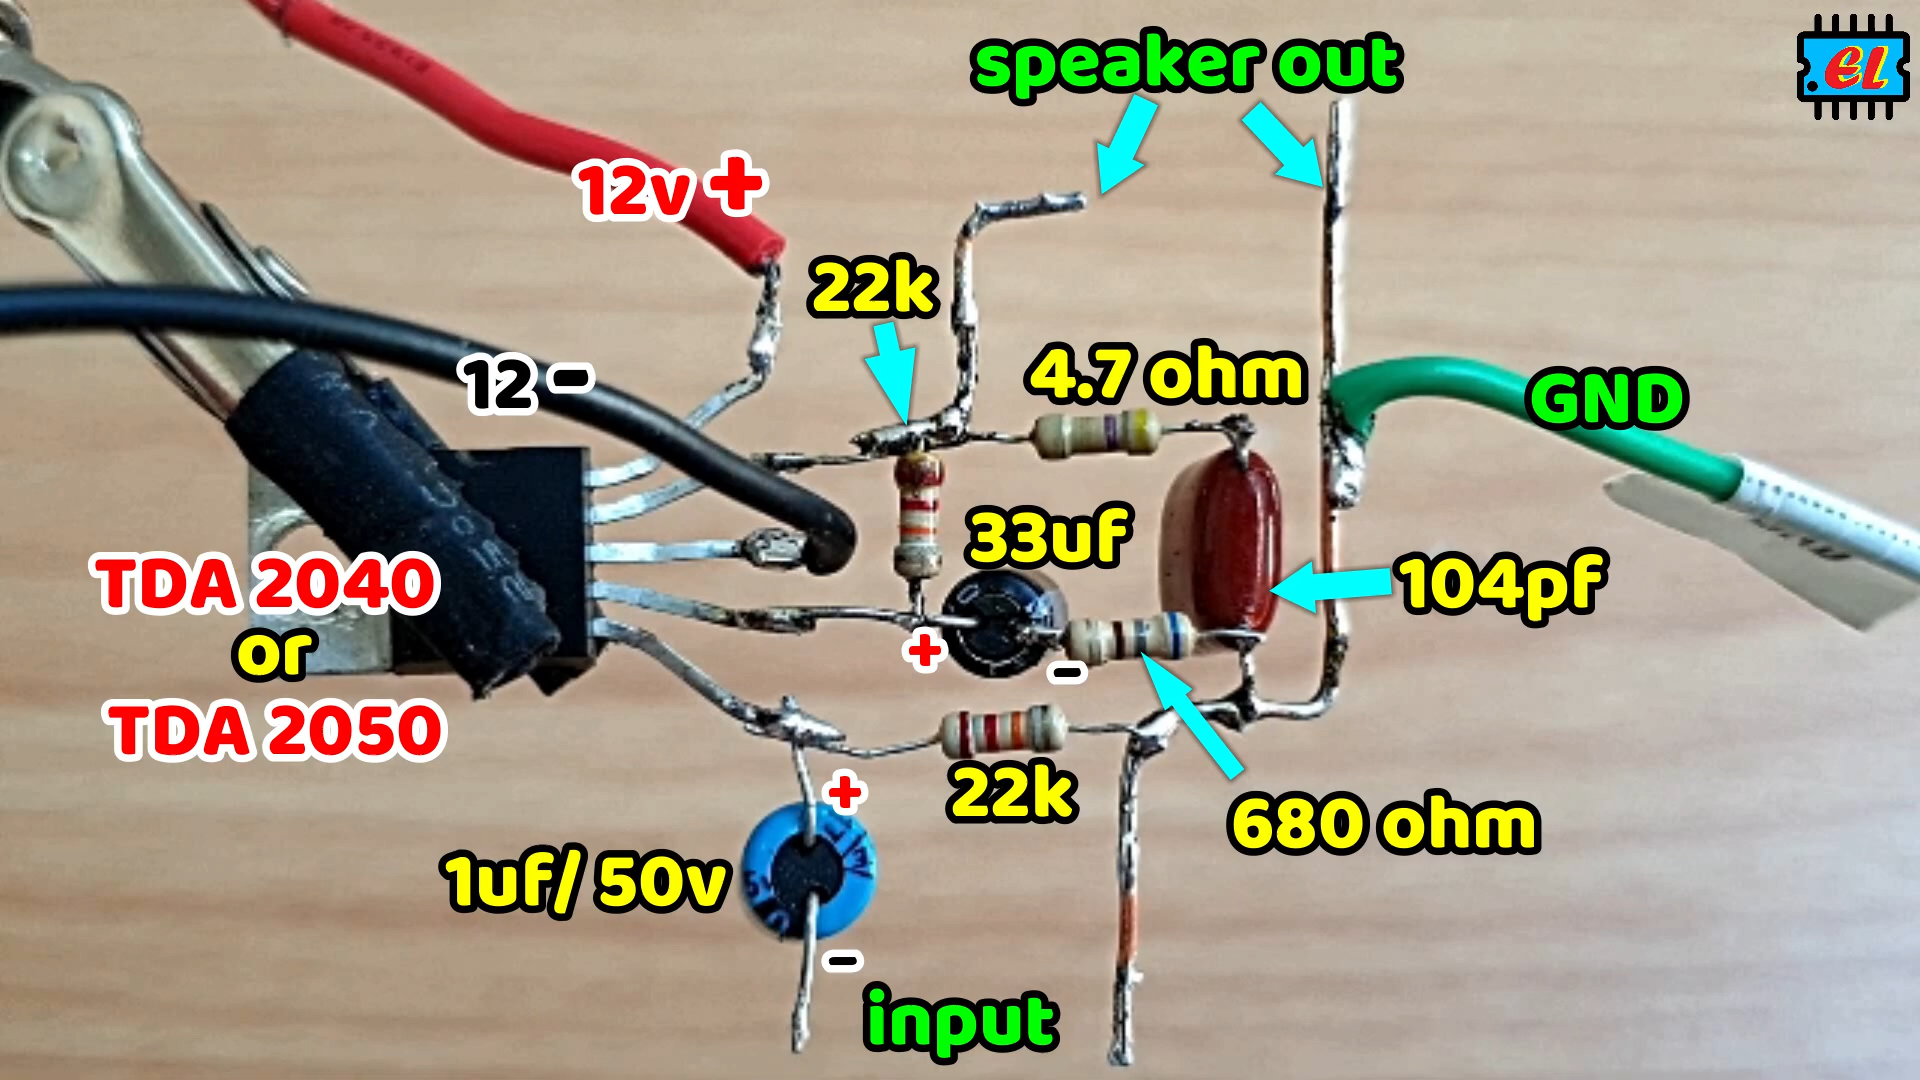 speaker out
eL
12v +
22k
12 -
4.7 ohm
GND
33uf
104pf
TDA 2040
or
TDA 2050
+
-
22k
680 ohm
+
1uf/ 50v
-
input